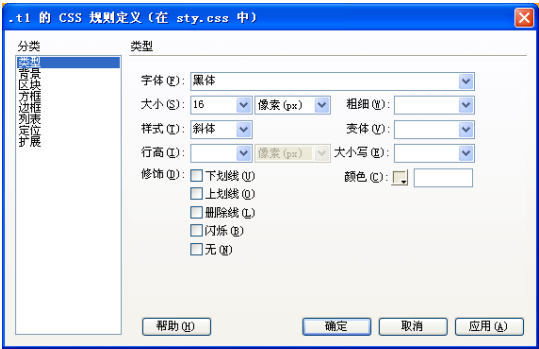 .t1 的 CSS 规则定义（在 sty.css 中）
分类
类型
背景
区块
方框
边框
列表
定位
扩展
类型
字体(F): 黑体
大小(S): 16 像素(px) 粗细(W):
样式(T): 斜体 变体(V):
行高(I): 像素(px) 大小写(E):
修饰(D): 下划线(U) 颜色(C):
上划线(O)
删除线(L)
闪烁(B)
无(N)
帮助(H) 确定 取消 应用(A)